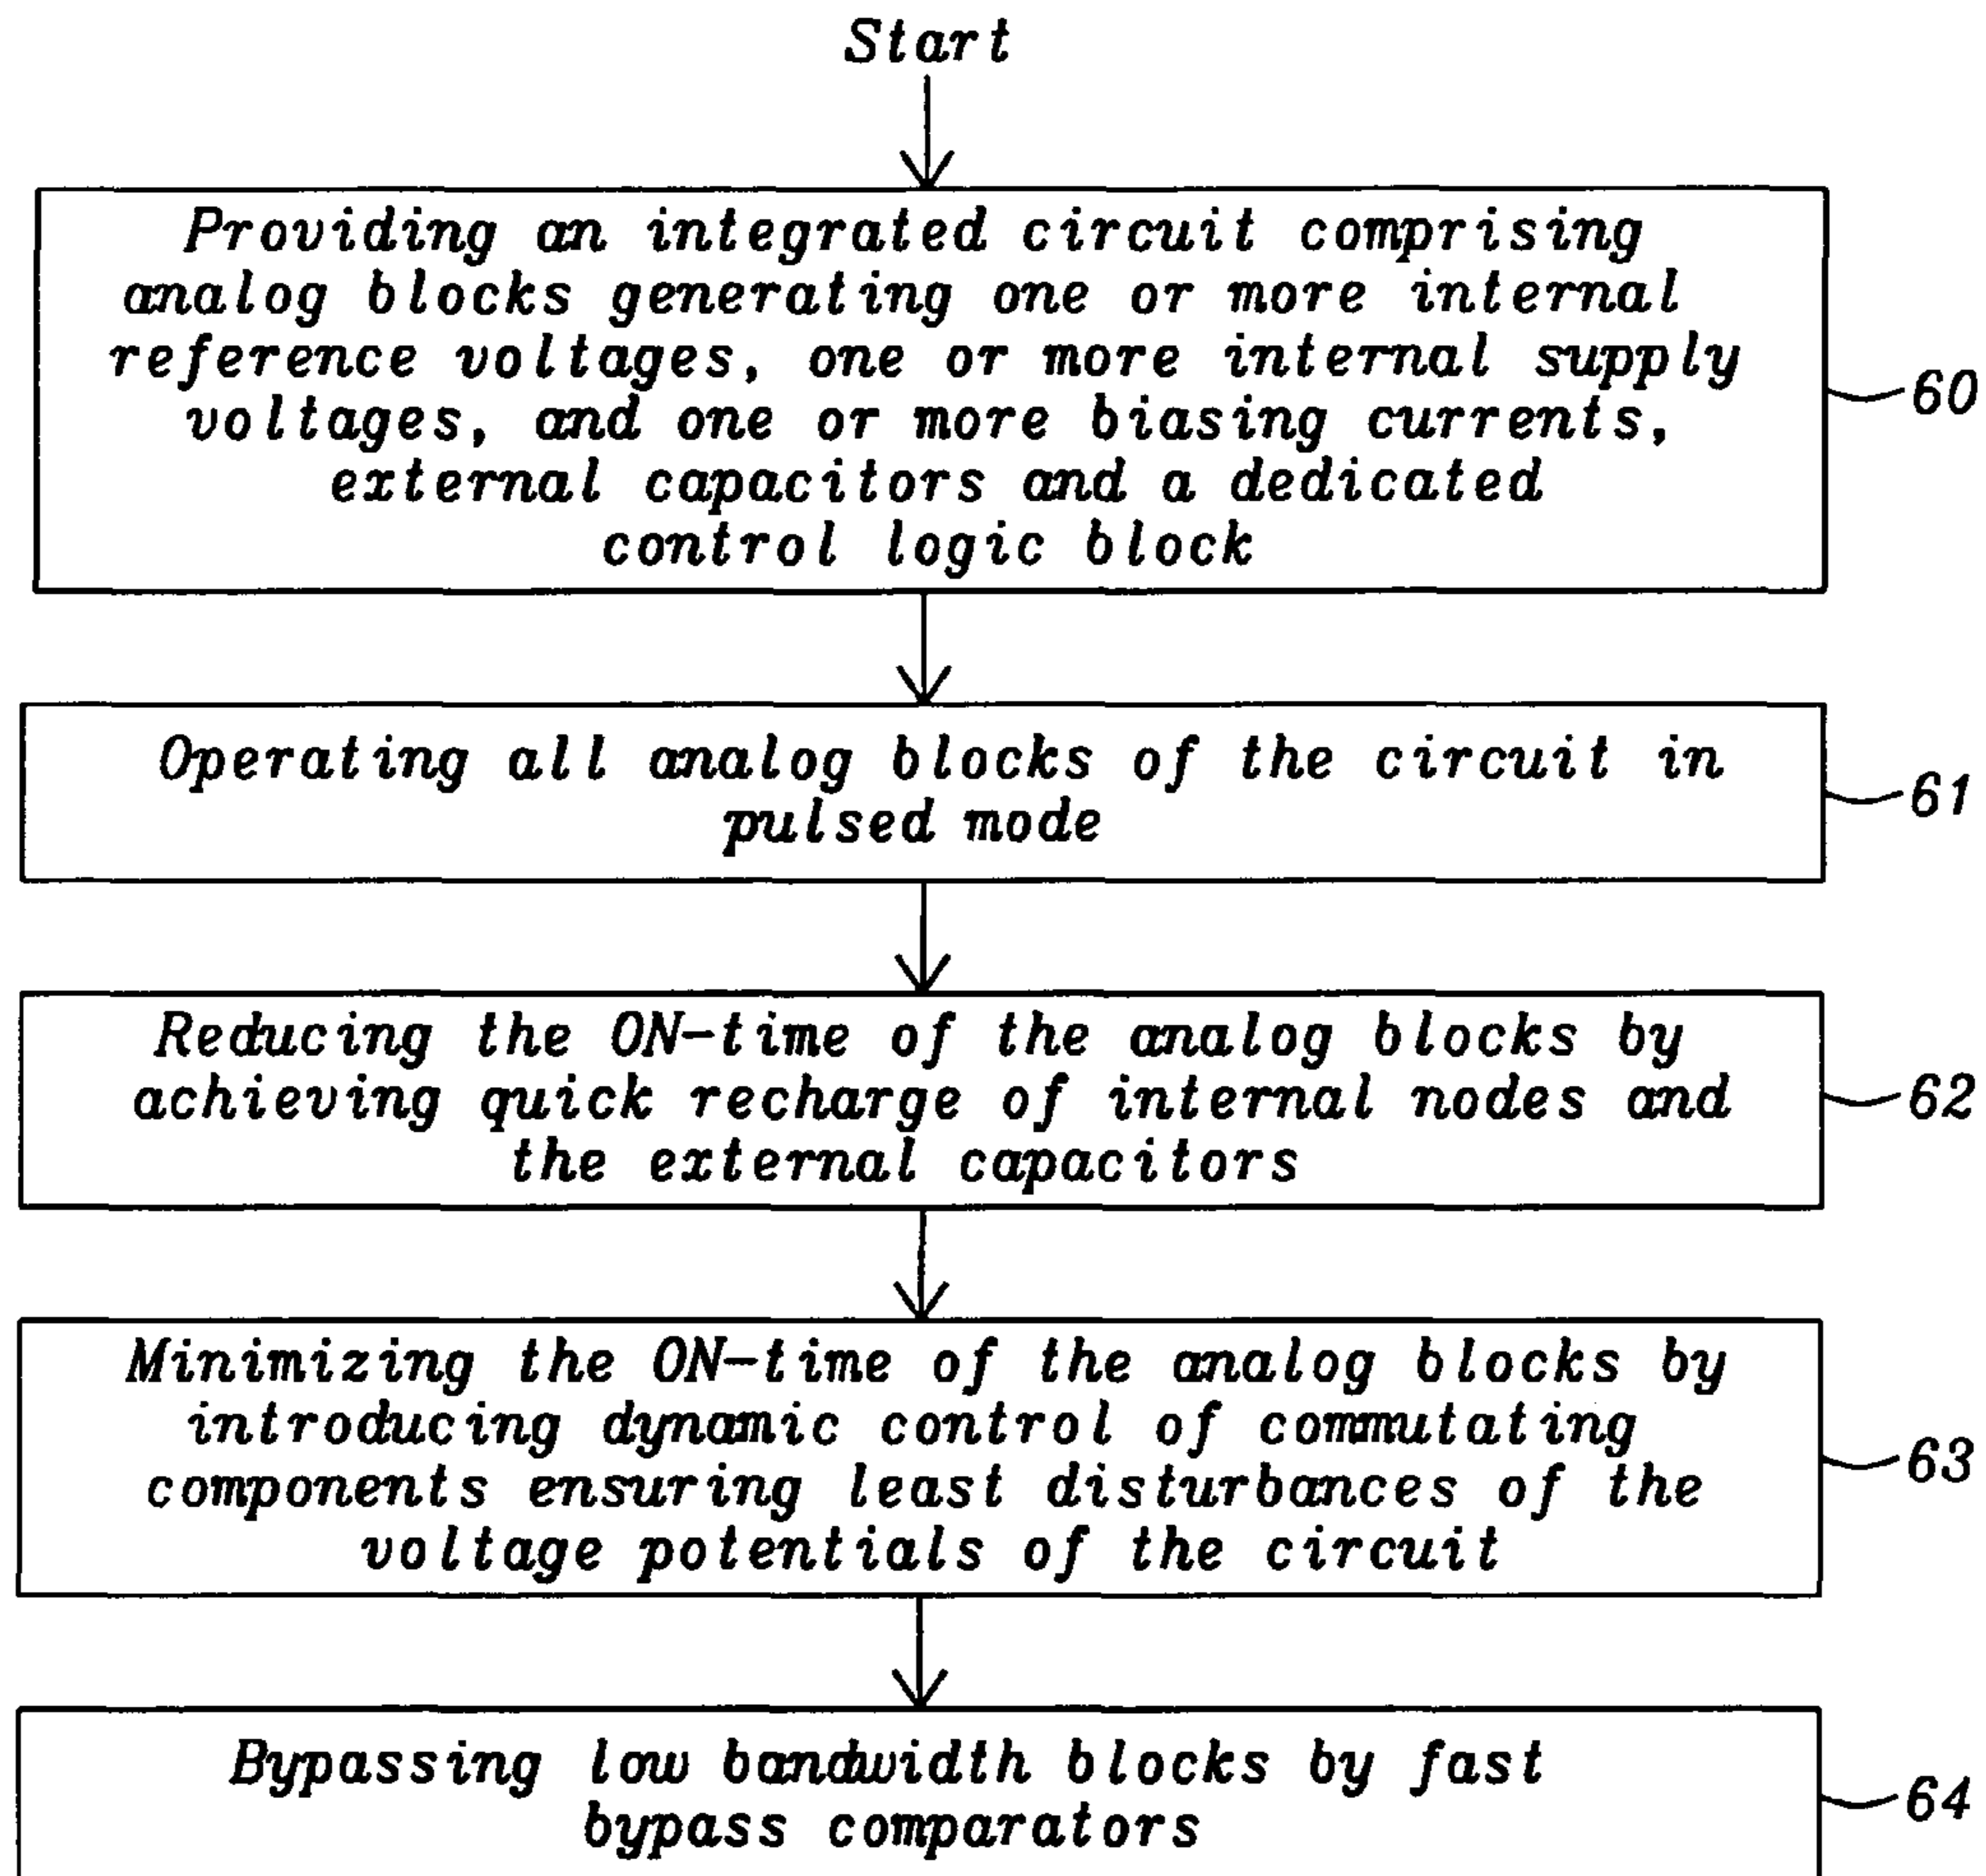 Start
Providing an integrated circuit comprising
analog blocks generating one or more internal
reference voltages, one or more internal supply
voltages, and one or more biasing currents,
external capacitors and a dedicated
control logic block
60
Operating all analog blocks of the circuit in
pulsed mode
61
Reducing the ON-time of the analog blocks by
achieving quick recharge of internal nodes and
the external capacitors
62
Minimizing the ON-time of the analog blocks by
introducing dynamic control of commutating
components ensuring least disturbances of the
voltage potentials of the circuit
63
Bypassing low bandwidth blocks by fast
bypass comparators
64